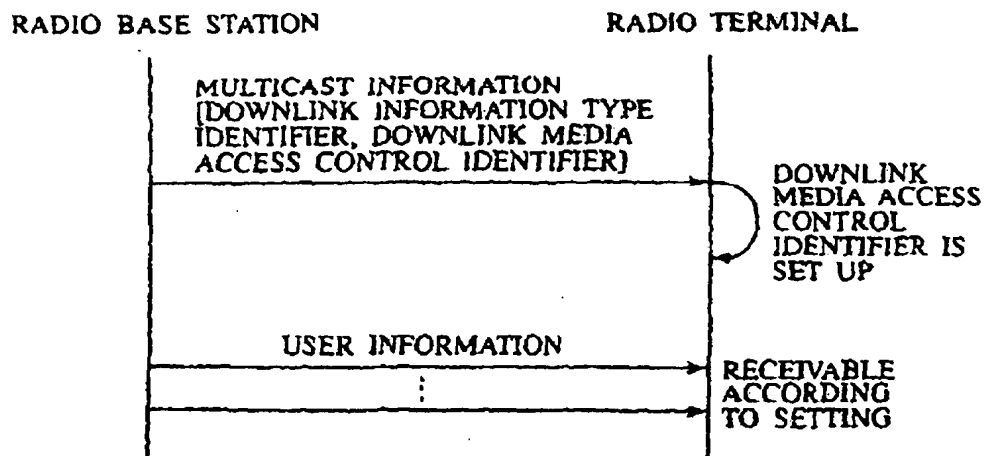 RADIO BASE STATION
RADIO TERMINAL
MULTICAST INFORMATION
[DOWNLINK INFORMATION TYPE
IDENTIFIER, DOWNLINK MEDIA
ACCESS CONTROL IDENTIFIER]
DOWNLINK
MEDIA ACCESS
CONTROL
IDENTIFIER IS
SET UP
USER INFORMATION
RECEIVABLE
ACCORDING
TO SETTING